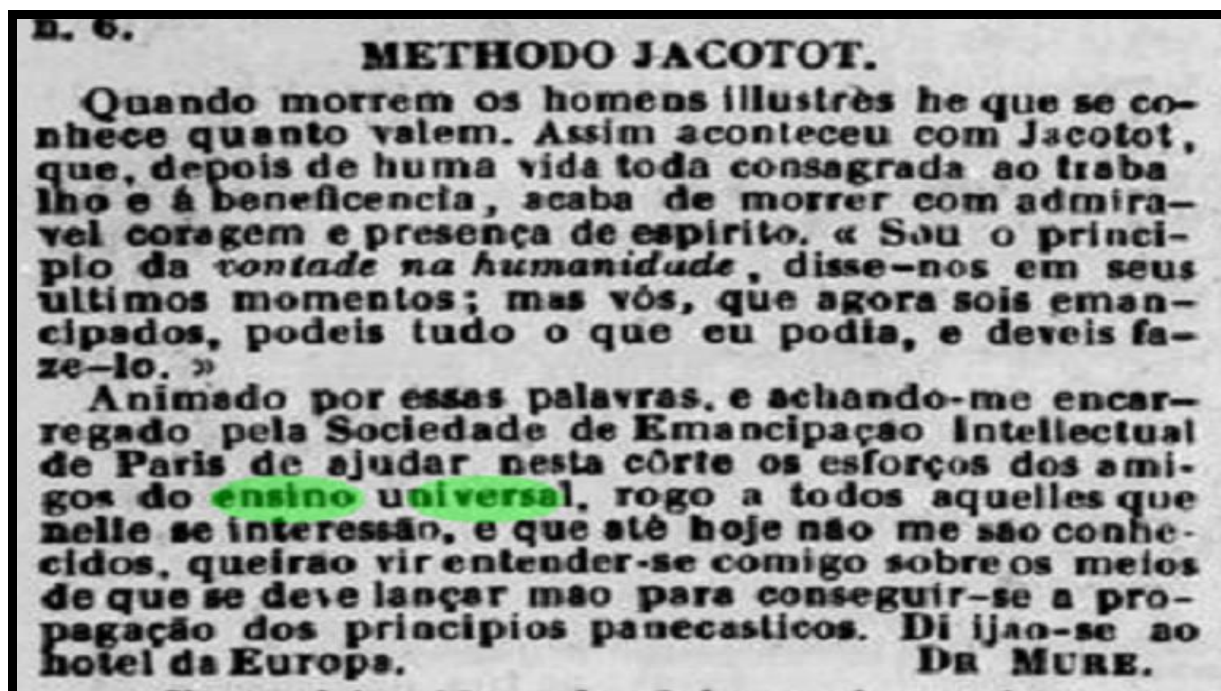 n. 6.
METHODO JACOTOT.
Quando morrem os homens illustrès he que se co-
nhece quanto valem. Assim aconteceu com Jacotot,
que, depois de huma vida toda consagrada ao traba
lho e á beneficencia, acaba de morrer com admira-
vel coragem e presença de espirito. « Sou o princi-
pio da vontade na humanidade, disse-nos em seus
ultimos momentos; mas vós, que agora sois eman-
cipados, podeis tudo o que eu podia, e deveis fa-
ze-lo. »
Animado por essas palavras, e achando-me encar-
regado pela Sociedade de Emancipação Intellectual
de Paris de ajudar nesta côrte os esforços dos ami-
gos do ensino universal, rogo a todos aquelles que
nelle se interessão, e que até hoje não me são conhe-
cidos, queirão vir entender-se comigo sobre os meios
de que se deve lançar mão para conseguir-se a pro-
pagação dos principios panecasticos. Di ijão-se ao
hotel da Europa. DR MURE.